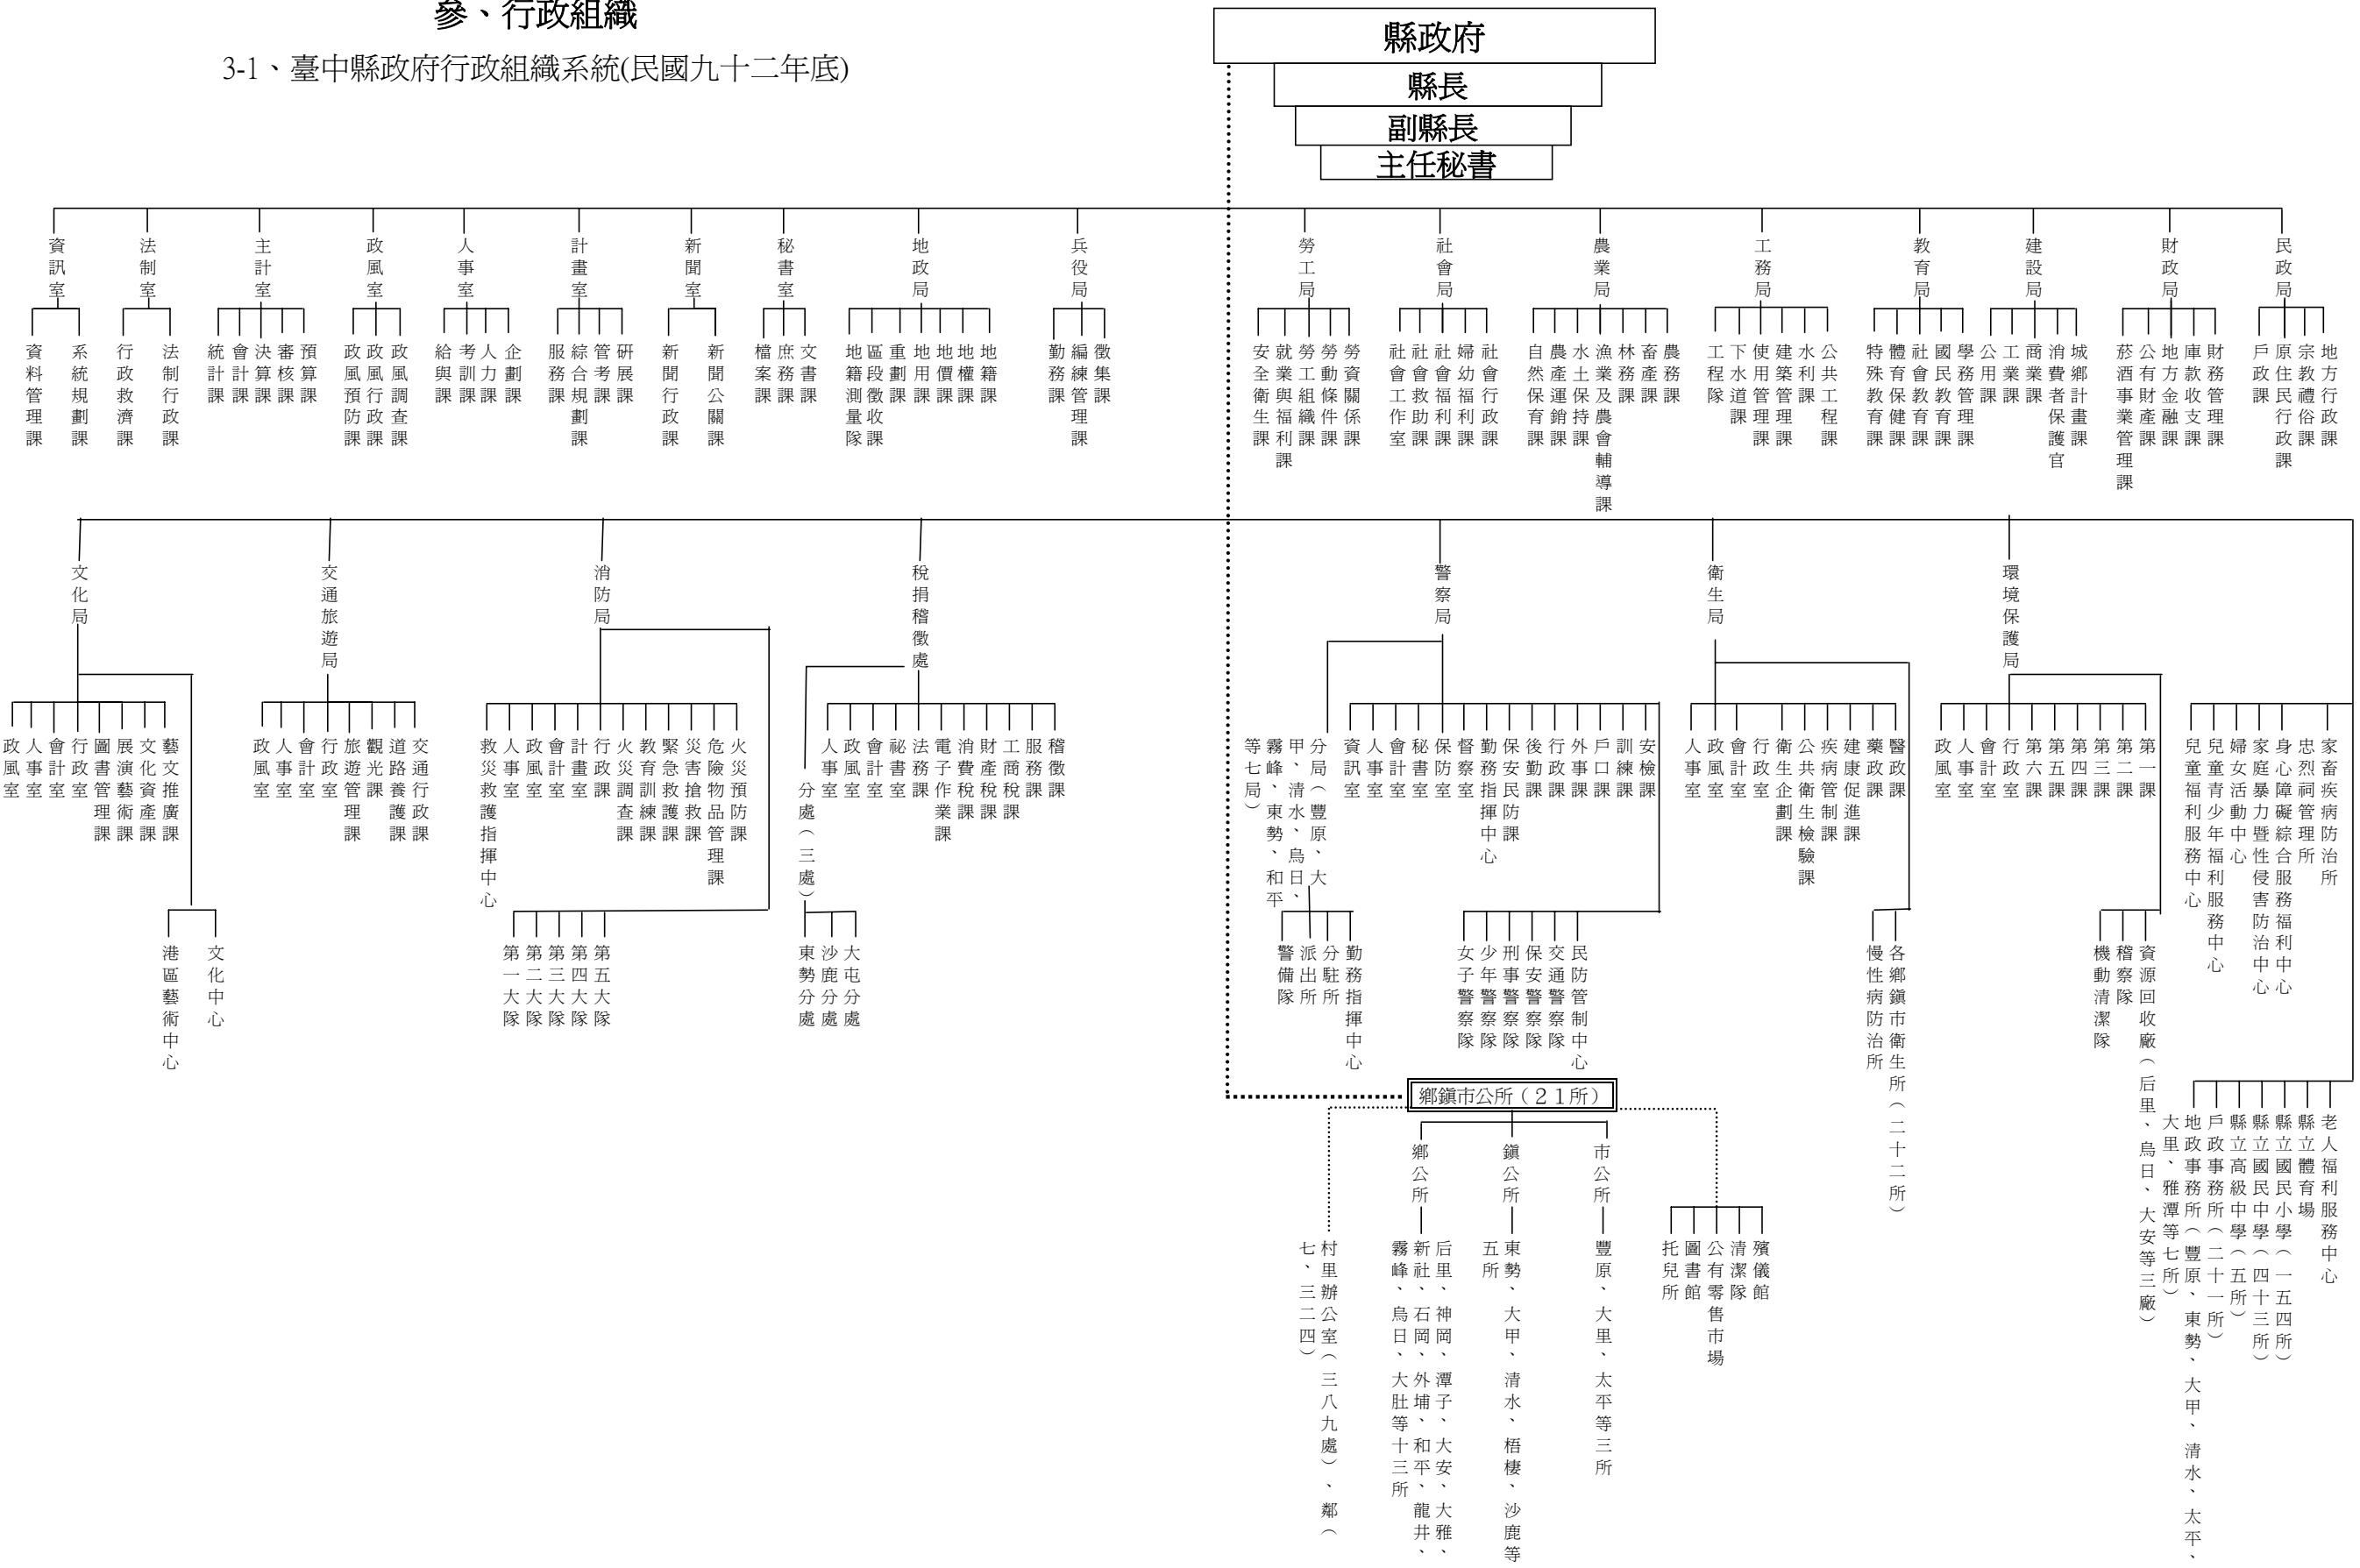 參、行政組織
3-1、臺中縣政府行政組織系統(民國九十二年底)
縣政府
縣長
副縣長
主任秘書
資訊室
法制室
主計室
政風室
人事室
計畫室
新聞室
秘書室
地政局
兵役局
勞工局
社會局
農業局
工務局
教育局
建設局
財政局
民政局
資料管理課
系統規劃課
行政救濟課
法制行政課
統計課
會計課
決算課
審核課
預算課
政風預防課
政風行政課
政風調查課
給與課
考訓課
人力課
企劃課
服務課
綜合規劃課
管考課
研展課
新聞行政課
新聞公關課
檔案課
庶務課
文書課
地籍測量隊
區段徵收課
重劃課
地用課
地價課
地權課
地籍課
勤務課
編練管理課
徵集課
安全衛生課
就業與福利課
勞工組織課
勞動條件課
勞資關係課
社會工作室
社會救助課
社會福利課
婦幼福利課
社會行政課
自然保育課
農產運銷課
水土保持課
漁業及農會輔導課
林務課
畜產課
農務課
工程隊
下水道課
使用管理課
建築管理課
水利課
公共工程課
特殊教育課
體育保健課
社會教育課
國民教育課
學務管理課
公用課
工業課
商業課
消費者保護官
城鄉計畫課
菸酒事業管理課
公有財產課
地方金融課
庫款收支課
財務管理課
戶政課
原住民行政課
宗教禮俗課
地方行政課
文化局
交通旅遊局
消防局
稅捐稽徵處
警察局
衛生局
環境保護局
政風室
人事室
會計室
行政室
圖書管理課
展演藝術課
文化資產課
藝文推廣課
政風室
人事室
會計室
行政室
旅遊管理課
觀光課
道路養護課
交通行政課
救災救護指揮中心
人事室
政風室
會計室
計畫室
行政課
火災調查課
教育訓練課
緊急救護課
災害搶救課
危險物品管理課
火災預防課
分處（三處）
人事室
政風室
會計室
祕書室
法務課
電子作業課
消費稅課
財產稅課
工商稅課
服務課
稽徵課
分局（豐原、大
甲、清水、烏日、
霧峰、東勢、和平
等七局）
資訊室
人事室
會計室
秘書室
保防室
督察室
勤務指揮中心
保安民防課
後勤課
行政課
外事課
戶口課
訓練課
安檢課
人事室
政風室
會計室
行政室
衛生企劃課
公共衛生檢驗課
疾病管制課
建康促進課
藥政課
醫政課
政風室
人事室
會計室
行政室
第六課
第五課
第四課
第三課
第二課
第一課
兒童福利服務中心
兒童青少年福利服務中心
婦女活動中心
家庭暴力暨性侵害防治中心
身心障礙綜合服務福利中心
忠烈祠管理所
家畜疾病防治所
港區藝術中心
文化中心
第一大隊
第二大隊
第三大隊
第四大隊
第五大隊
東勢分處
沙鹿分處
大屯分處
警備隊
派出所
分駐所
勤務指揮中心
女子警察隊
少年警察隊
刑事警察隊
保安警察隊
交通警察隊
民防管制中心
慢性病防治所
各鄉鎮市衛生所（二十二所）
機動清潔隊
稽察隊
資源回收廠（后里、烏日、大安等三廠）
鄉鎮市公所（２１所）
鄉公所
鎮公所
市公所
地政事務所（豐原、東勢、大甲、清水、太平、
大里、雅潭等七所）
戶政事務所（二十一所）
縣立高級中學（五所）
縣立國民中學（四十三所）
縣立國民小學（一五四所）
縣立體育場
老人福利服務中心
村里辦公室（三八九處）、鄰（
七、三二四）
后里、神岡、潭子、大安、大雅、
新社、石岡、外埔、和平、龍井、
霧峰、烏日、大肚等十三所
東勢、大甲、清水、梧棲、沙鹿等
五所
豐原、大里、太平等三所
托兒所
圖書館
公有零售市場
清潔隊
殯儀館